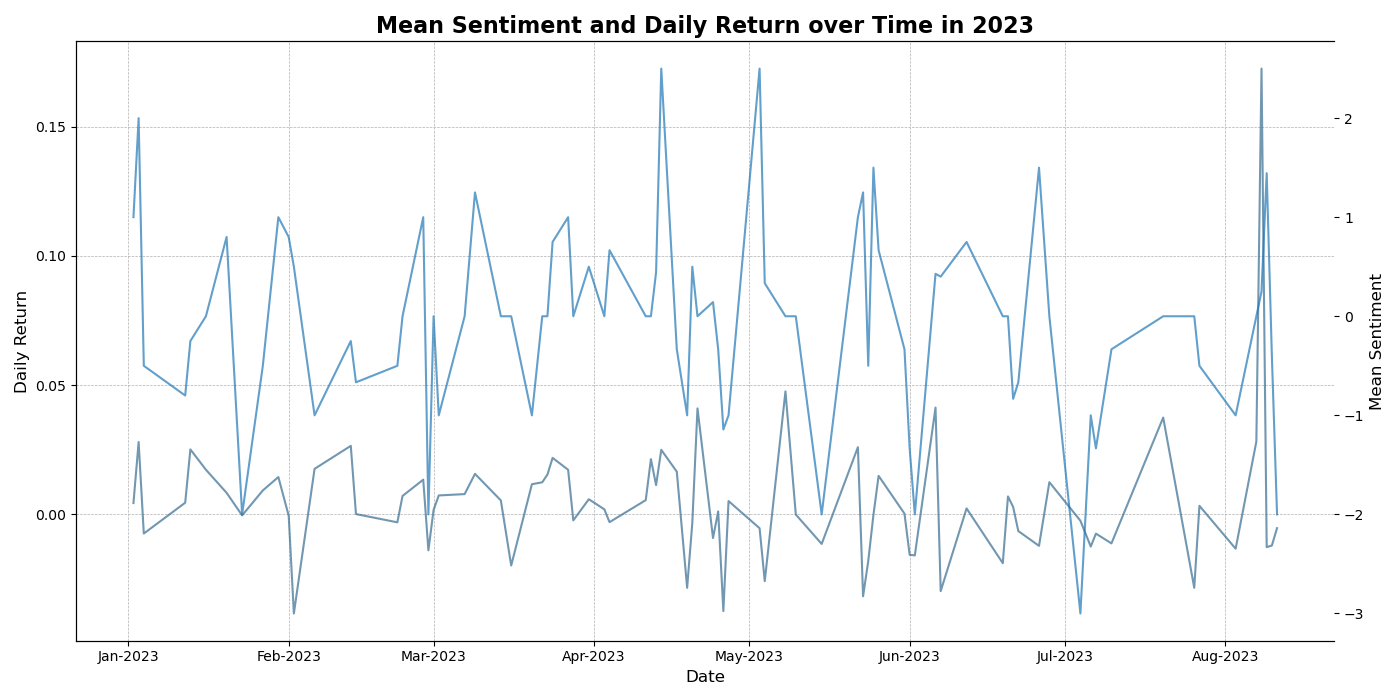 Mean Sentiment and Daily Return over Time in 2023
Daily Return
0.15
0.10
0.05
0.00
2
1
0
−1
−2
−3
Mean Sentiment
Jan-2023
Feb-2023
Mar-2023
Apr-2023
May-2023
Jun-2023
Jul-2023
Aug-2023
Date